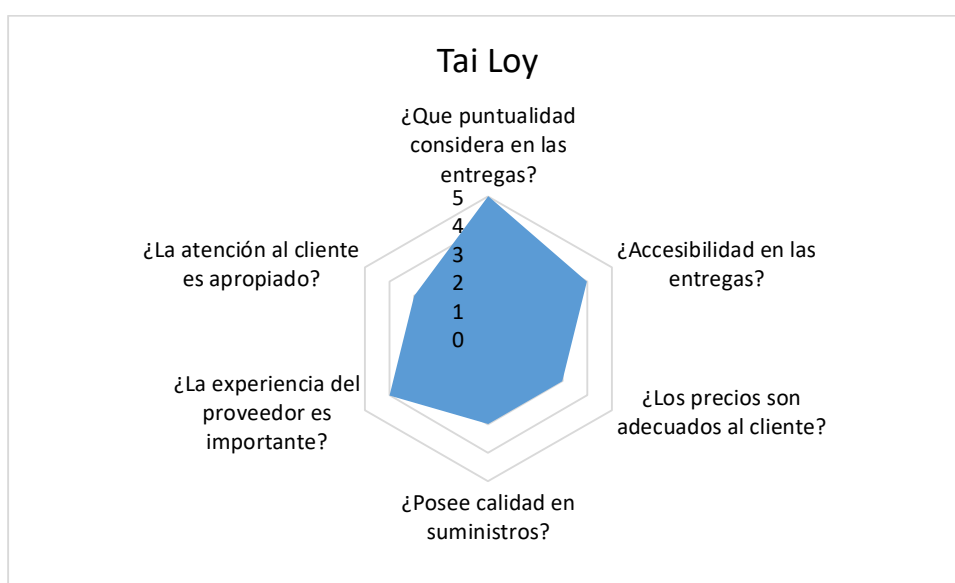 Tai Loy
¿Que puntualidad
considera en las
entregas?
5
4
3
2
1
0
¿Accesibilidad en las
entregas?
¿Los precios son
adecuados al cliente?
¿Posee calidad en
suministros?
¿La experiencia del
proveedor es
importante?
¿La atención al cliente
es apropiado?